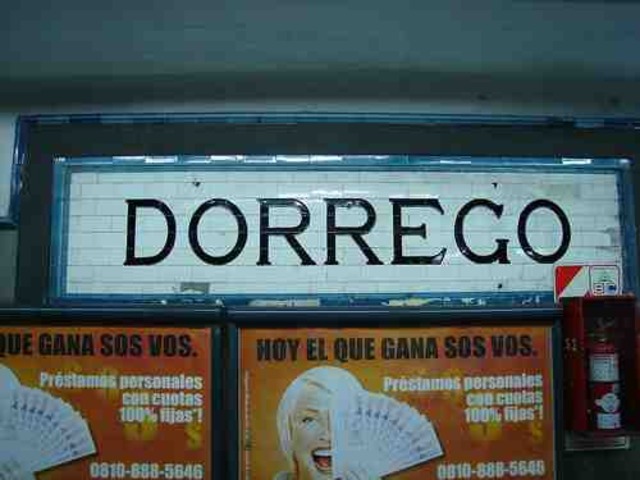 DORREGO
QUE GANA SOS VOS.
Préstamos personales
con cuotas
100% fijas*!
0810-888-5646
HOY EL QUE GANA SOS VOS.
Préstamos personales
con cuotas
100% fijas*!
0810-888-5646